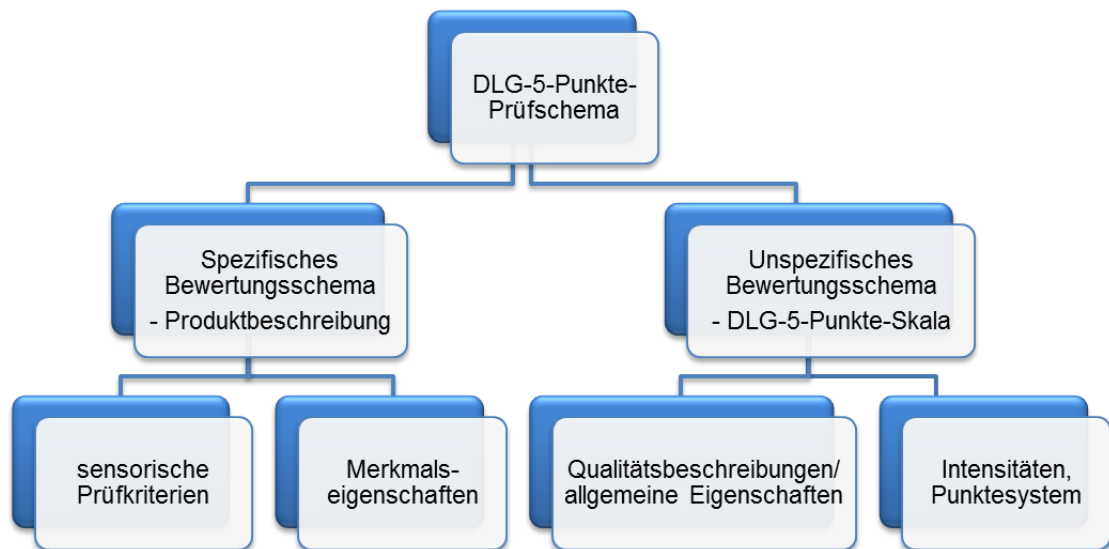 DLG-5-Punkte-
Prüfschema
Spezifisches
Bewertungsschema
- Produktbeschreibung
Unspezifisches
Bewertungsschema
- DLG-5-Punkte-Skala
sensorische
Prüfkriterien
Merkmals-
eigenschaften
Qualitätsbeschreibungen/
allgemeine Eigenschaften
Intensitäten,
Punktesystem